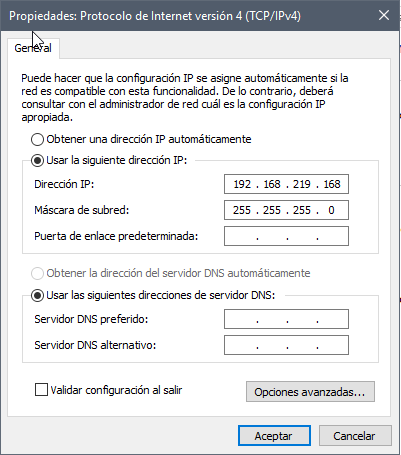 Propiedades: Protocolo de Internet versión 4 (TCP/IPv4)
General
Puede hacer que la configuración IP se asigne automáticamente si la
red es compatible con esta funcionalidad. De lo contrario, deberá
consultar con el administrador de red cuál es la configuración IP
apropiada.
Obtener una dirección IP automáticamente
Usar la siguiente dirección IP:
Dirección IP: 192 . 168 . 219 . 168
Máscara de subred: 255 . 255 . 255 . 0
Puerta de enlace predeterminada: . . .
Obtener la dirección del servidor DNS automáticamente
Usar las siguientes direcciones de servidor DNS:
Servidor DNS preferido: . . .
Servidor DNS alternativo: . . .
Validar configuración al salir
Opciones avanzadas...
Aceptar
Cancelar